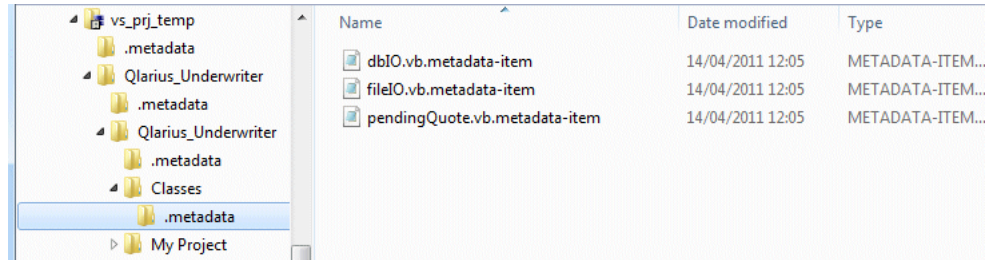 vs_prj_temp
.metadata
Qlarius_Underwriter
.metadata
Qlarius_Underwriter
.metadata
Classes
.metadata
My Project
Name Date modified Type
dbIO.vb.metadata-item 14/04/2011 12:05 METADATA-ITEM...
fileIO.vb.metadata-item 14/04/2011 12:05 METADATA-ITEM...
pendingQuote.vb.metadata-item 14/04/2011 12:05 METADATA-ITEM...